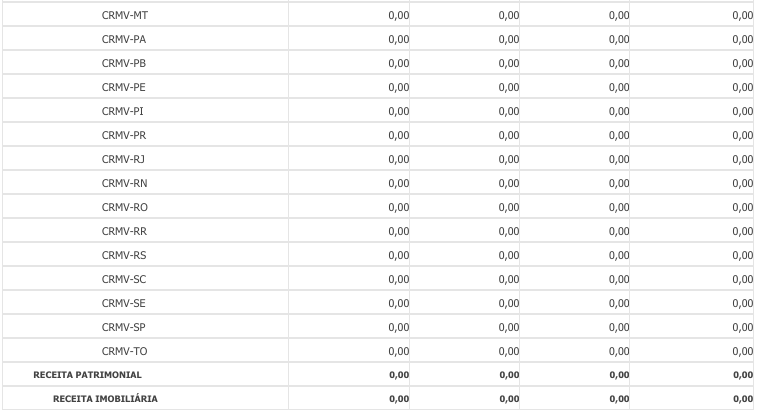 CRMV-MT 0,00 0,00 0,00 0,00
CRMV-PA 0,00 0,00 0,00 0,00
CRMV-PB 0,00 0,00 0,00 0,00
CRMV-PE 0,00 0,00 0,00 0,00
CRMV-PI 0,00 0,00 0,00 0,00
CRMV-PR 0,00 0,00 0,00 0,00
CRMV-RJ 0,00 0,00 0,00 0,00
CRMV-RN 0,00 0,00 0,00 0,00
CRMV-RO 0,00 0,00 0,00 0,00
CRMV-RR 0,00 0,00 0,00 0,00
CRMV-RS 0,00 0,00 0,00 0,00
CRMV-SC 0,00 0,00 0,00 0,00
CRMV-SE 0,00 0,00 0,00 0,00
CRMV-SP 0,00 0,00 0,00 0,00
CRMV-TO 0,00 0,00 0,00 0,00
RECEITA PATRIMONIAL 0,00 0,00 0,00 0,00
RECEITA IMOBILIÁRIA 0,00 0,00 0,00 0,00